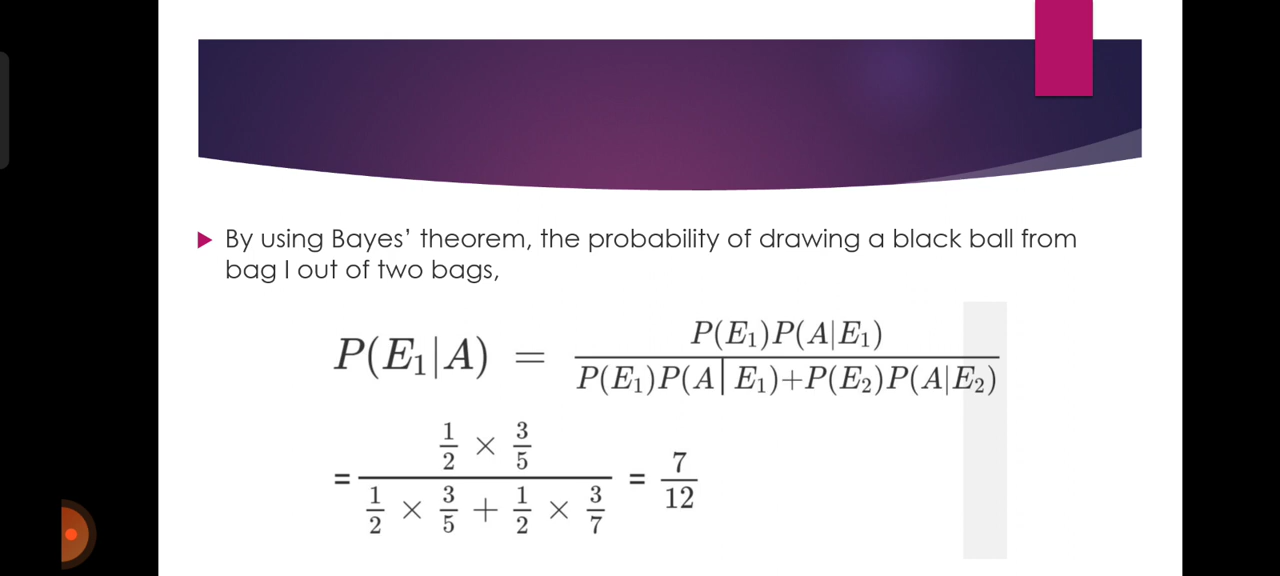 By using Bayes’ theorem, the probability of drawing a black ball from
bag I out of two bags,
P(E₁|A) = P(E₁)P(A|E₁) / P(E₁)P(A| E₁)+P(E₂)P(A|E₂)
= 1/2 × 3/5 / 1/2 × 3/5 + 1/2 × 3/7 = 7/12